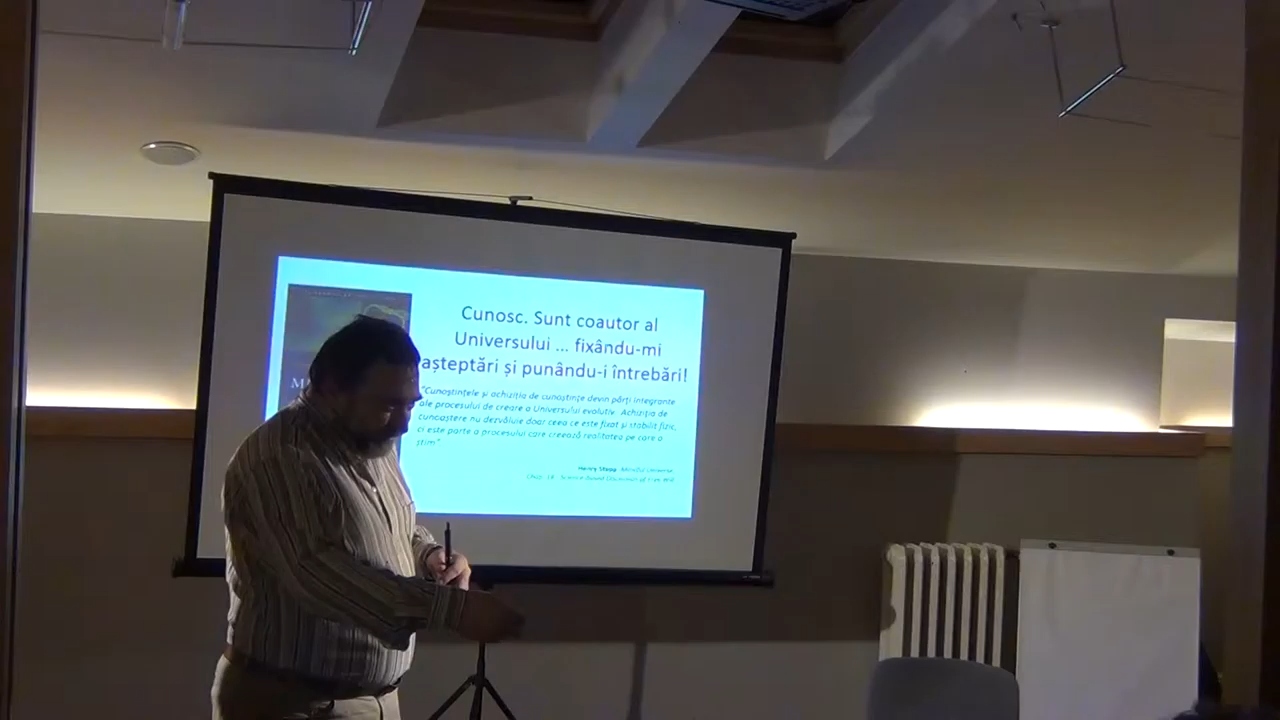 Cunosc. Sunt coautor al
Universului ... fixându-mi
așteptări și punându-i întrebări!
"Cunoștințele și achiziția de cunoștințe devin părți integrante
ale procesului de creare a Universului evolutiv. Achiziția de
cunoaștere nu dezvăluie doar ceea ce este fixat și stabilit fizic,
ci este parte a procesului care creează realitatea pe care o
știm"
Henry Stapp